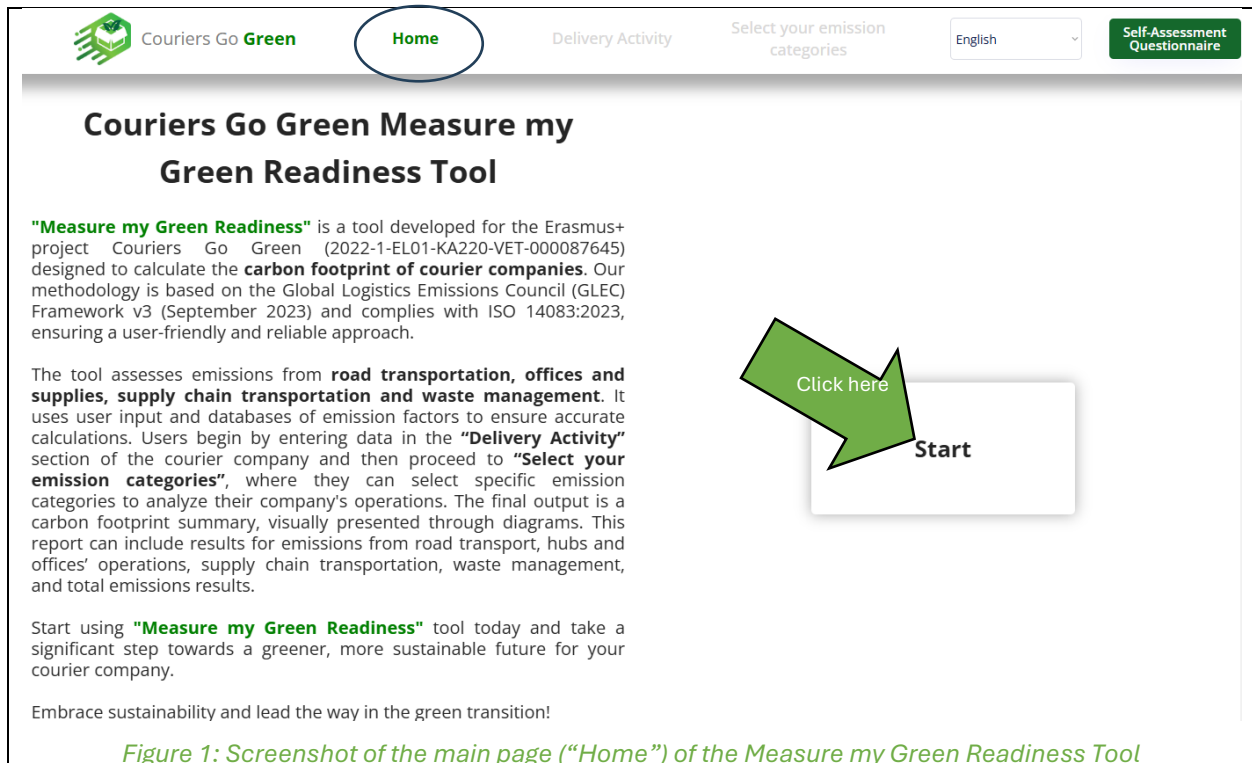 Couriers Go Green
Home
Delivery Activity
Select your emission
categories
English
Self-Assessment
Questionnaire
Couriers Go Green Measure my
Green Readiness Tool
"Measure my Green Readiness" is a tool developed for the Erasmus+
project Couriers Go Green (2022-1-EL01-KA220-VET-000087645)
designed to calculate the carbon footprint of courier companies. Our
methodology is based on the Global Logistics Emissions Council (GLEC)
Framework v3 (September 2023) and complies with ISO 14083:2023,
ensuring a user-friendly and reliable approach.
The tool assesses emissions from road transportation, offices and
supplies, supply chain transportation and waste management. It
uses user input and databases of emission factors to ensure accurate
calculations. Users begin by entering data in the “Delivery Activity”
section of the courier company and then proceed to “Select your
emission categories”, where they can select specific emission
categories to analyze their company's operations. The final output is a
carbon footprint summary, visually presented through diagrams. This
report can include results for emissions from road transport, hubs and
offices’ operations, supply chain transportation, waste management,
and total emissions results.
Start using "Measure my Green Readiness" tool today and take a
significant step towards a greener, more sustainable future for your
courier company.
Embrace sustainability and lead the way in the green transition!
Click here
Start
Figure 1: Screenshot of the main page (“Home”) of the Measure my Green Readiness Tool